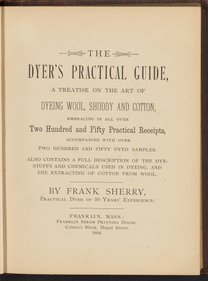 THE
DYER'S PRACTICAL GUIDE,
A TREATISE ON THE ART OF
DYEING WOOL, SHODDY AND COTTON,
EMBRACING IN ALL OVER
Two Hundred and Fifty Practical Receipts,
ACCOMPANIED WITH OVER
TWO HUNDRED AND FIFTY DYED SAMPLES.
ALSO CONTAINS A FULL DESCRIPTION OF THE DYE-
STUFFS AND CHEMICALS USED IN DYEING, AND
THE EXTRACTING OF COTTON FROM WOOL.
BY FRANK SHERRY,
PRACTICAL DYER OF 30 YEARS' EXPERIENCE.
FRANKLIN, MASS.:
FRANKLIN STEAM PRINTING HOUSE,
Cotton's Block, Depot Street.
1884.